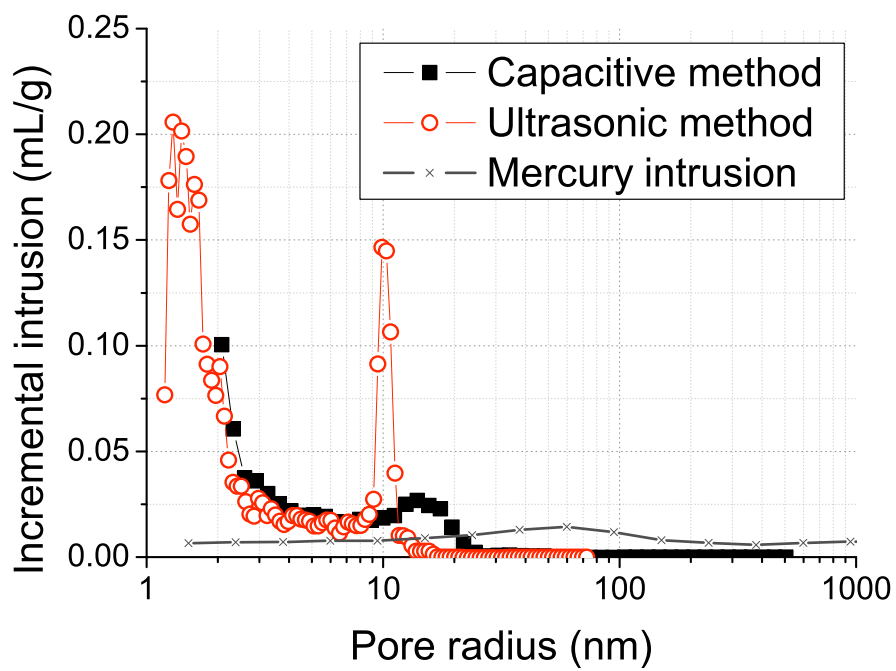 0.25
0.20
0.15
0.10
0.05
0.00
Incremental intrusion (mL/g)
Capacitive method
Ultrasonic method
Mercury intrusion
1
10
100
1000
Pore radius (nm)